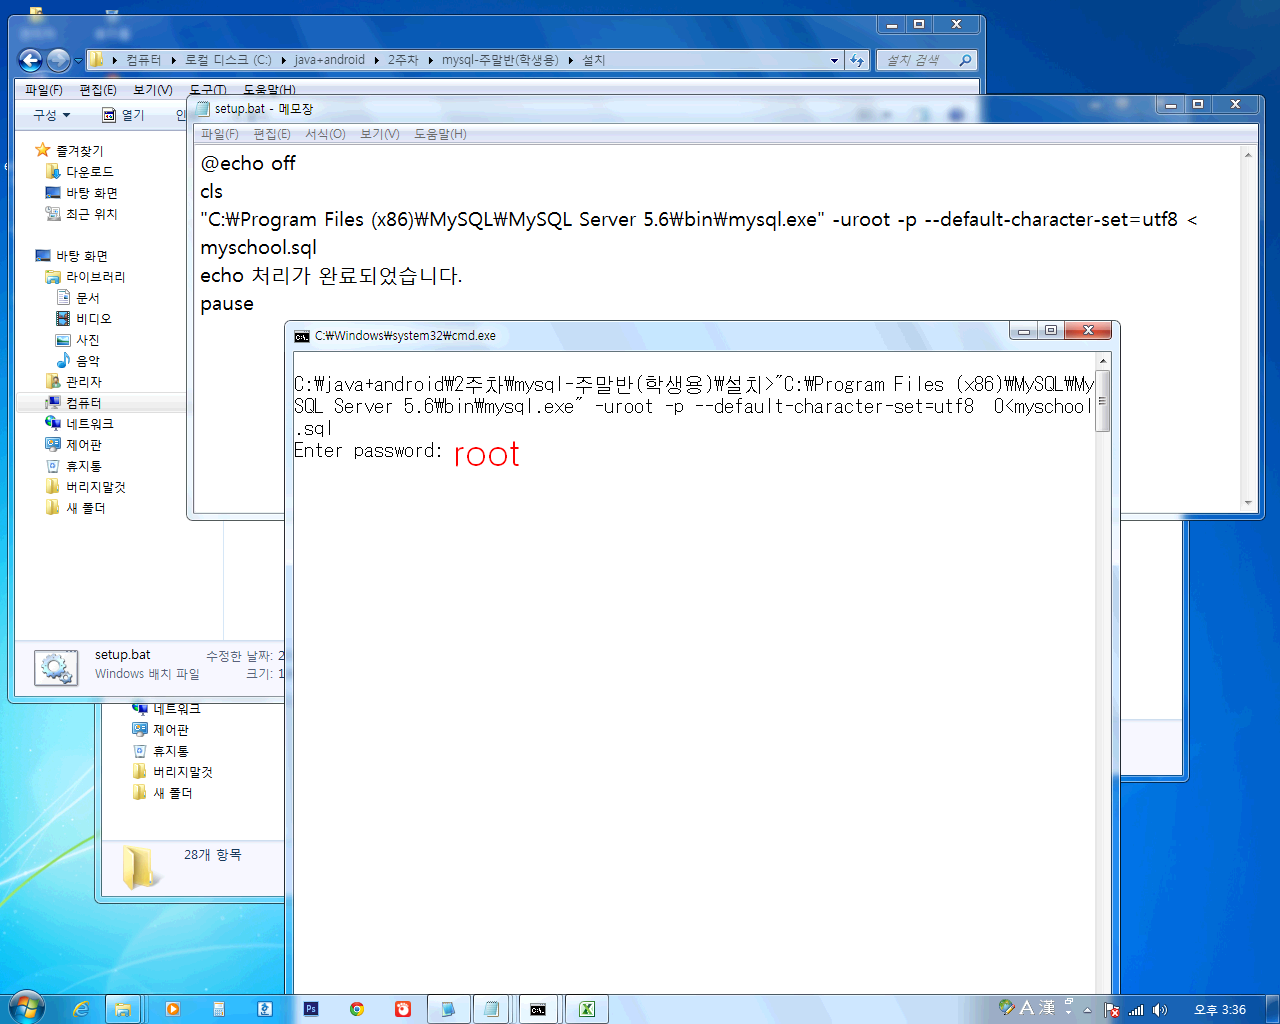 컴퓨터 ▸ 로컬 디스크 (C:) ▸ java+android ▸ 2주차 ▸ mysql-주말반(학생용) ▸ 설치
설치 검색
파일(F) 편집(E) 보기(V) 도구(T) 도움말(H)
구성 열기
즐겨찾기
다운로드
바탕 화면
최근 위치
바탕 화면
라이브러리
문서
비디오
사진
음악
관리자
컴퓨터
네트워크
제어판
휴지통
버리지말것
새 폴더
setup.bat 수정한 날짜: 2
Windows 배치 파일 크기: 1
setup.bat - 메모장
파일(F) 편집(E) 서식(O) 보기(V) 도움말(H)
@echo off
cls
"C:₩Program Files (x86)₩MySQL₩MySQL Server 5.6₩bin₩mysql.exe" -uroot -p --default-character-set=utf8 <
myschool.sql
echo 처리가 완료되었습니다.
pause
C:₩Windows₩system32₩cmd.exe
C:₩java+android₩2주차₩mysql-주말반(학생용)₩설치>"C:₩Program Files (x86)₩MySQL₩My
SQL Server 5.6₩bin₩mysql.exe" -uroot -p --default-character-set=utf8  0<myschool
.sql
Enter password: root
네트워크
제어판
휴지통
버리지말것
새 폴더
28개 항목
A 漢
오후 3:36